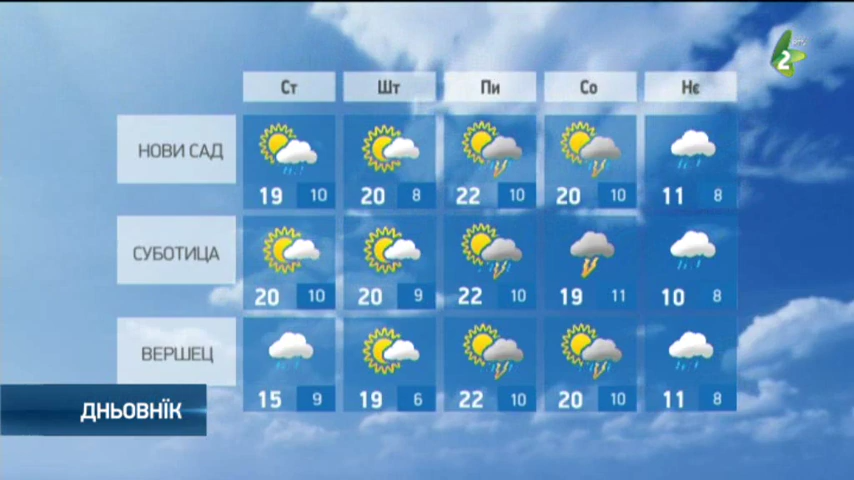 2
Ст Шт Пи Со Нє
НОВИ САД 19 10 20 8 22 10 20 10 11 8
СУБОТИЦА 20 10 20 9 22 10 19 11 10 8
ВЕРШЕЦ 15 9 19 6 22 10 20 10 11 8
ДНЬОВНЇК